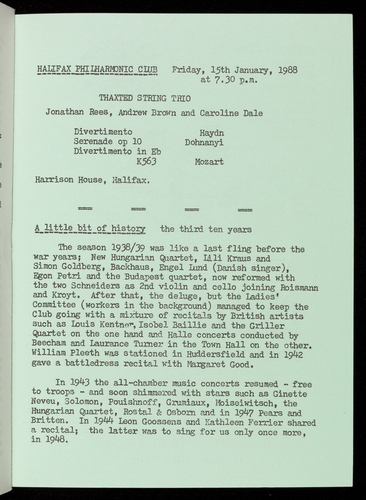 HALIFAX PHILHARMONIC CLUB Friday, 15th January, 1988
at 7.30 p.m.
THAXTED STRING TRIO
Jonathan Rees, Andrew Brown and Caroline Dale
Divertimento Haydn
Serenade op 10 Dohnanyi
Divertimento in Eb
K563 Mozart
Harrison House, Halifax.
A little bit of history the third ten years
The season 1938/39 was like a last fling before the
war years; New Hungarian Quartet, Lili Kraus and
Simon Goldberg, Backhaus, Engel Lund (Danish singer),
Egon Petri and the Budapest quartet, now reformed with
the two Schneiders as 2nd violin and cello joining Roismann
and Kroyt. After that, the deluge, but the Ladies'
Committee (workers in the background) managed to keep the
Club going with a mixture of recitals by British artists
such as Louis Kentner, Isobel Baillie and the Griller
Quartet on the one hand and Halle concerts conducted by
Beecham and Laurance Turner in the Town Hall on the other.
William Pleeth was stationed in Huddersfield and in 1942
gave a battledress recital with Margaret Good.
In 1943 the all-chamber music concerts resumed - free
to troops - and soon shimmered with stars such as Ginette
Neveu, Solomon, Pouishnoff, Grumiaux, Moiseiwitsch, the
Hungarian Quartet, Rostal & Osborn and in 1947 Pears and
Britten. In 1944 Leon Goossens and Kathleen Ferrier shared
a recital; the latter was to sing for us only once more,
in 1948.